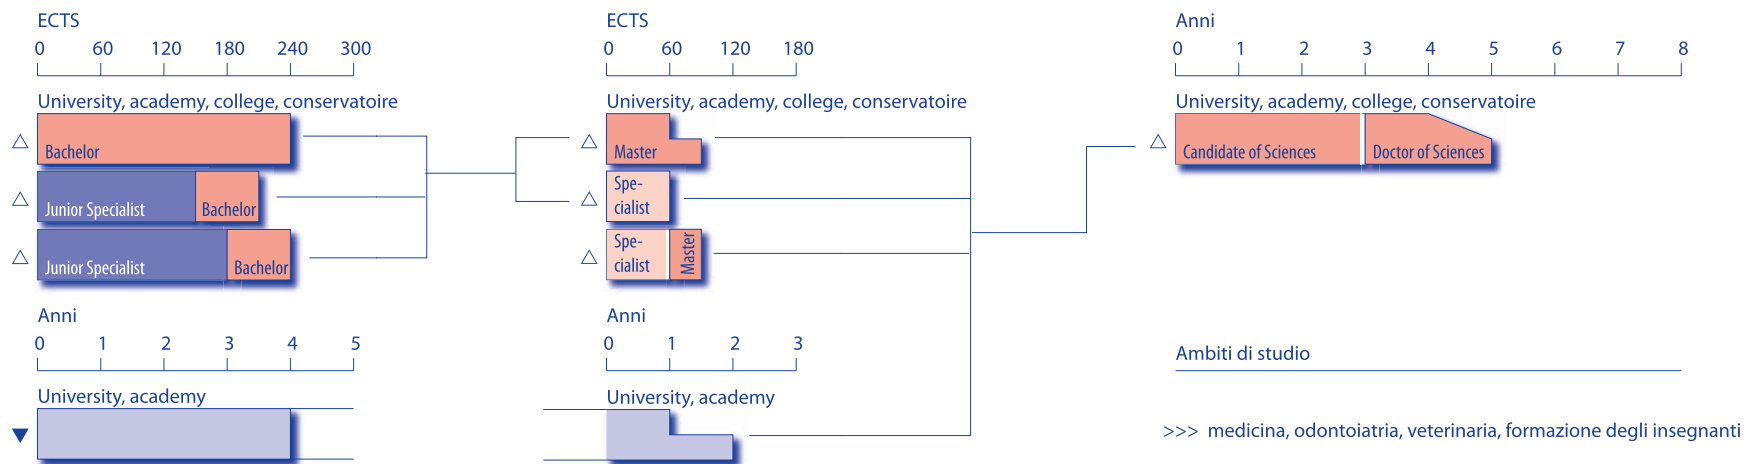 ECTS
0 60 120 180 240 300
University, academy, college, conservatoire
Bachelor
Junior Specialist Bachelor
Junior Specialist Bachelor
Anni
0 1 2 3 4 5
University, academy
ECTS
0 60 120 180
University, academy, college, conservatoire
Master
Spe-
cialist
Spe-
cialist
Master
Anni
0 1 2 3
University, academy
Anni
0 1 2 3 4 5 6 7 8
University, academy, college, conservatoire
Candidate of Sciences Doctor of Sciences
Ambiti di studio
>>> medicina, odontoiatria, veterinaria, formazione degli insegnanti